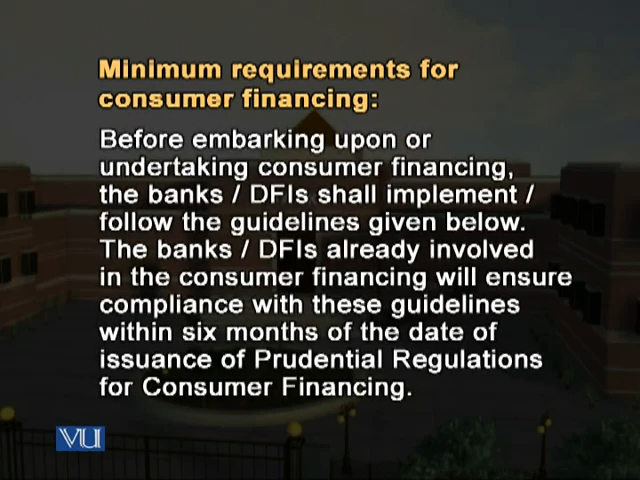 Minimum requirements for
consumer financing:
Before embarking upon or
undertaking consumer financing,
the banks / DFIs shall implement /
follow the guidelines given below.
The banks / DFIs already involved
in the consumer financing will ensure
compliance with these guidelines
within six months of the date of
issuance of Prudential Regulations
for Consumer Financing.
VU